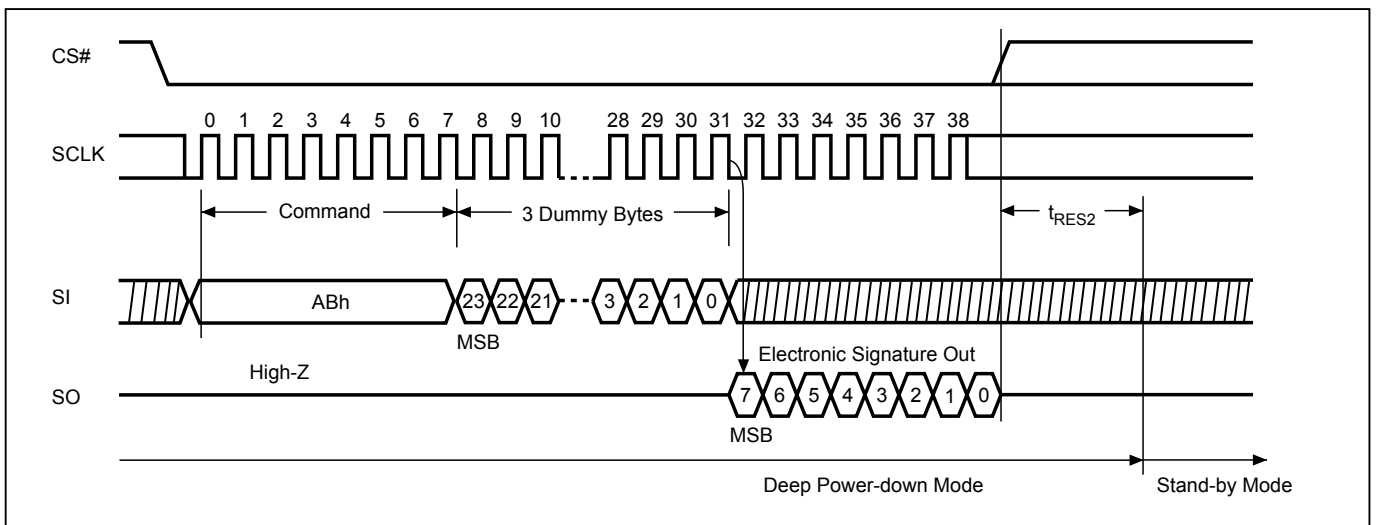 CS#
0 1 2 3 4 5 6 7 8 9 10 28 29 30 31 32 33 34 35 36 37 38
SCLK
Command
3 Dummy Bytes
tRES2
SI
ABh
23 22 21 3 2 1 0
MSB
High-Z
Electronic Signature Out
SO
7 6 5 4 3 2 1 0
MSB
Deep Power-down Mode
Stand-by Mode